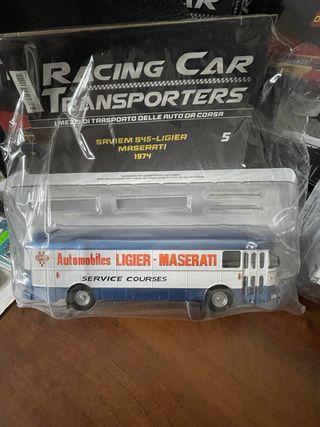 RACING CAR
TRANSPORTERS
I MEZZI DI TRASPORTO DELLE AUTO DA CORSA
SAVIEM S45-LIGIER
MASERATI
1974
5
Automobiles LIGIER - MASERATI
SERVICE COURSES